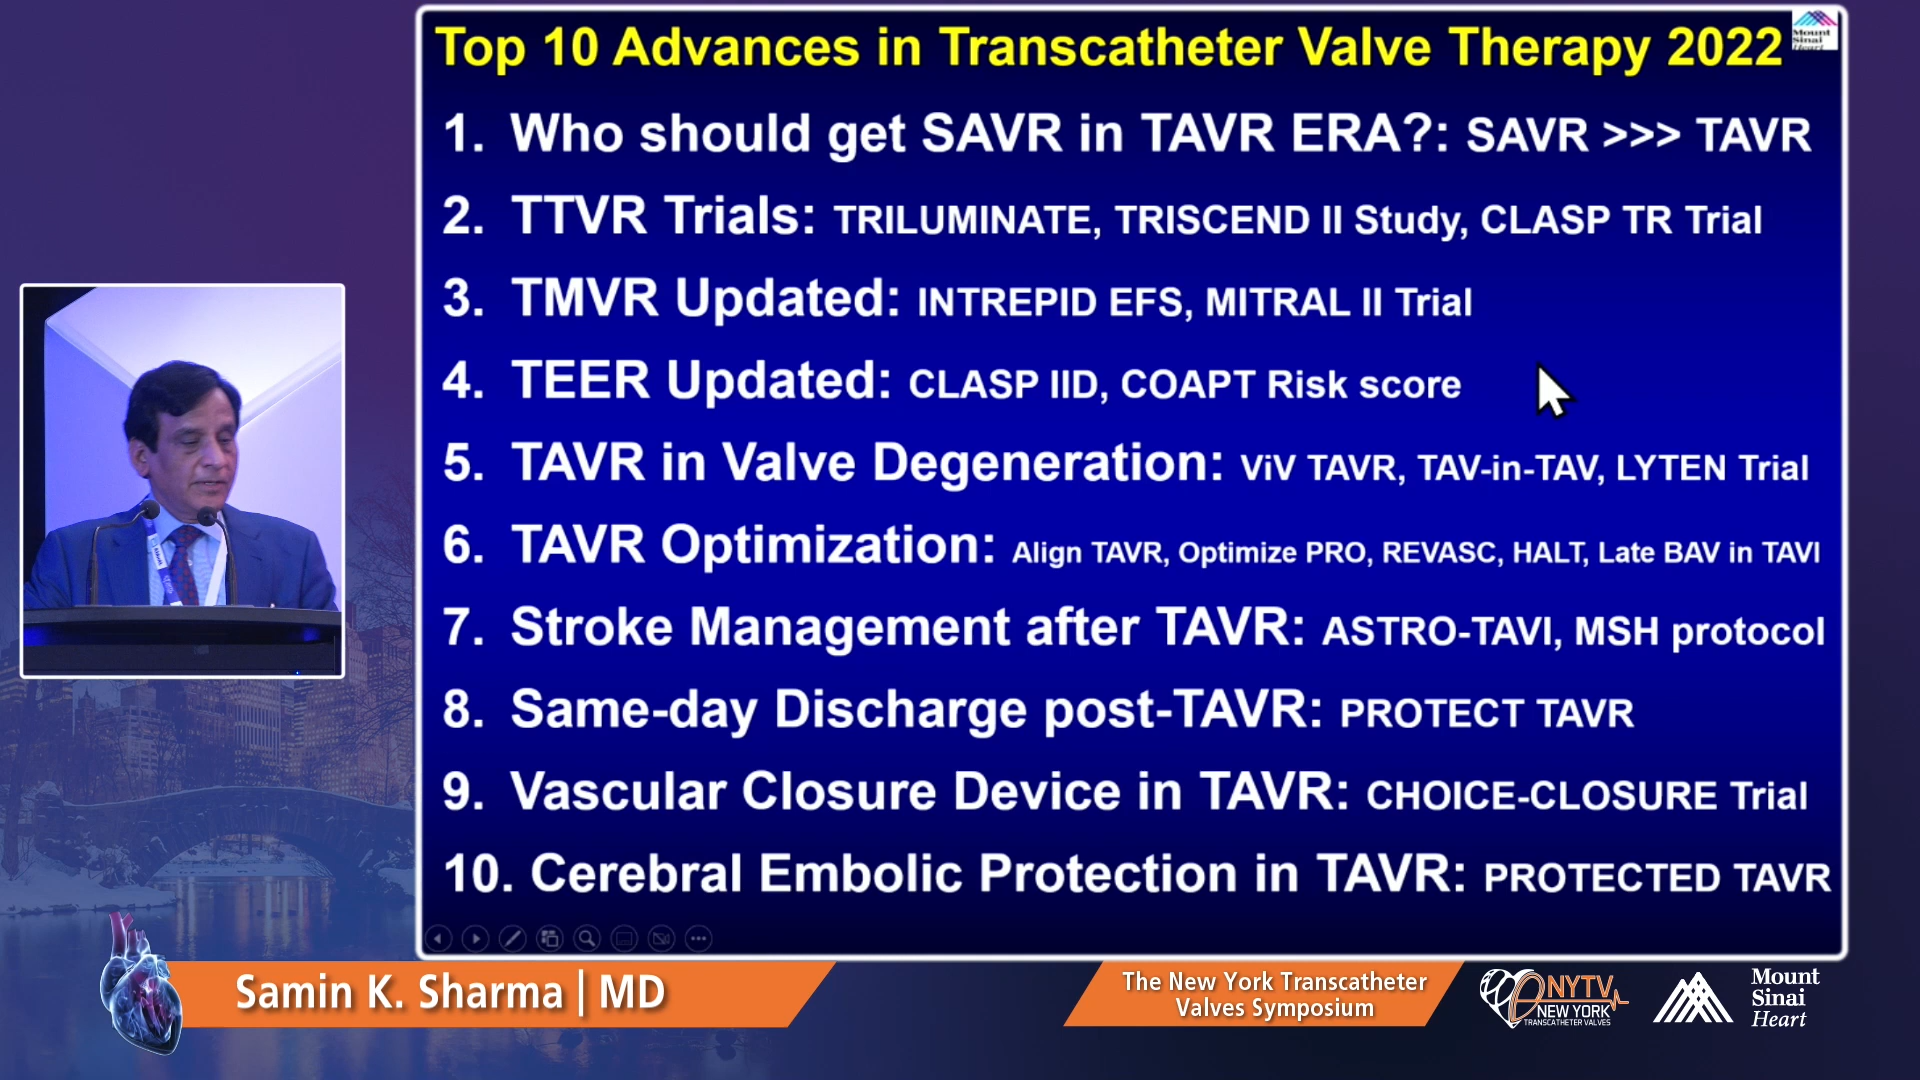 Top 10 Advances in Transcatheter Valve Therapy 2022
Mount
Sinai
Heart
1. Who should get SAVR in TAVR ERA?: SAVR >>> TAVR
2. TTVR Trials: TRILUMINATE, TRISCEND II Study, CLASP TR Trial
3. TMVR Updated: INTREPID EFS, MITRAL II Trial
4. TEER Updated: CLASP IID, COAPT Risk score
5. TAVR in Valve Degeneration: ViV TAVR, TAV-in-TAV, LYTEN Trial
6. TAVR Optimization: Align TAVR, Optimize PRO, REVASC, HALT, Late BAV in TAVI
7. Stroke Management after TAVR: ASTRO-TAVI, MSH protocol
8. Same-day Discharge post-TAVR: PROTECT TAVR
9. Vascular Closure Device in TAVR: CHOICE-CLOSURE Trial
10. Cerebral Embolic Protection in TAVR: PROTECTED TAVR
Samin K. Sharma | MD
The New York Transcatheter
Valves Symposium
NYTV
NEW YORK
TRANSCATHETER VALVES
Mount
Sinai
Heart